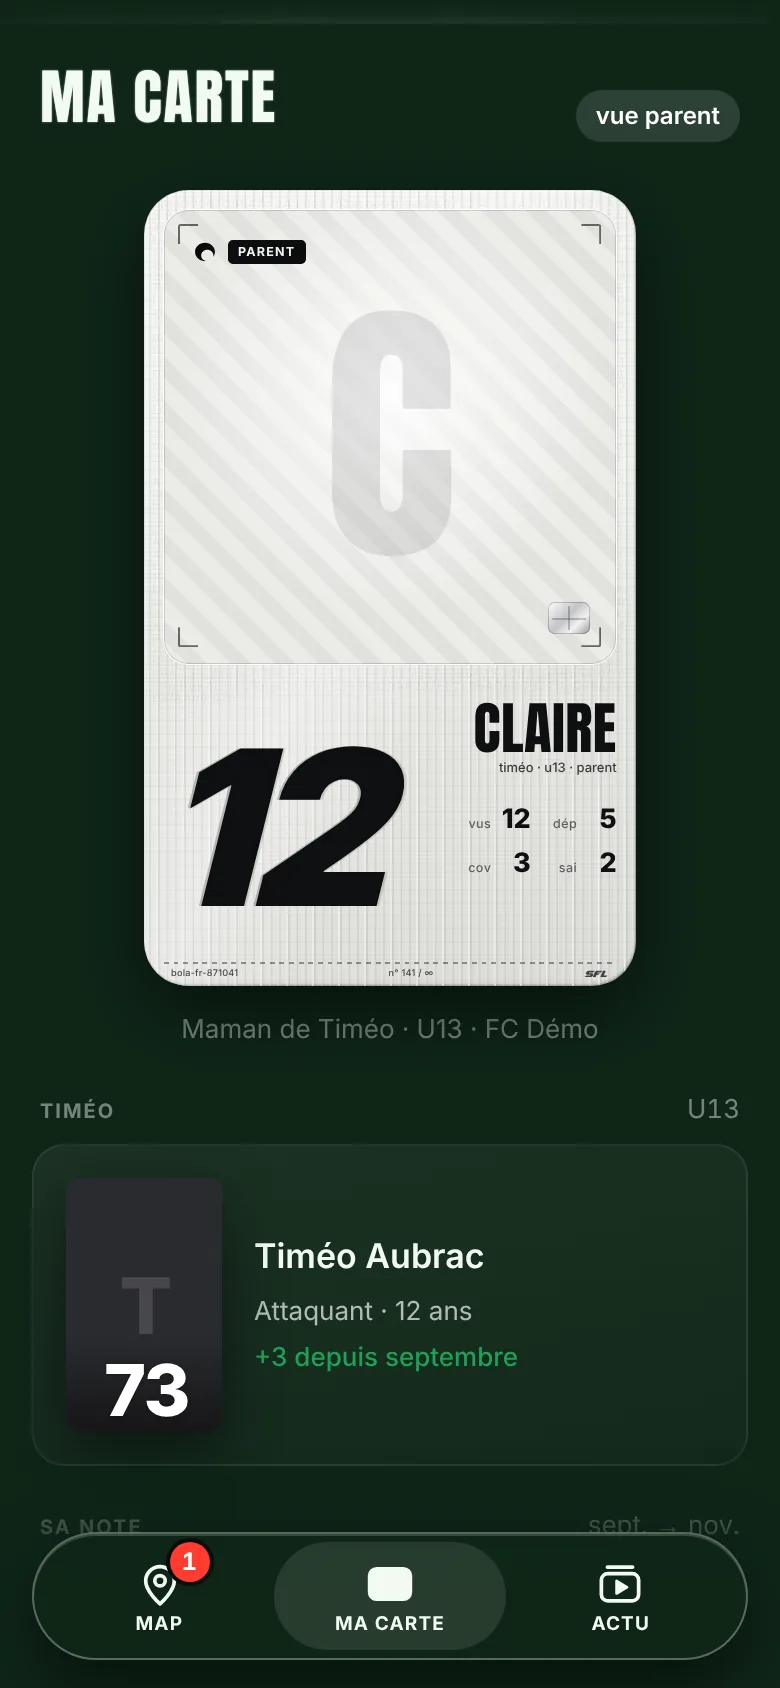 MA CARTE
vue parent
PARENT
C
CLAIRE
timéo · u13 · parent
12
vus 12 dép 5
cov 3 sai 2
bola-fr-871041 n° 141 / ∞ SFL
Maman de Timéo · U13 · FC Démo
TIMÉO U13
T
73
Timéo Aubrac
Attaquant · 12 ans
+3 depuis septembre
SA NOTE sept. → nov.
1
MAP MA CARTE ACTU